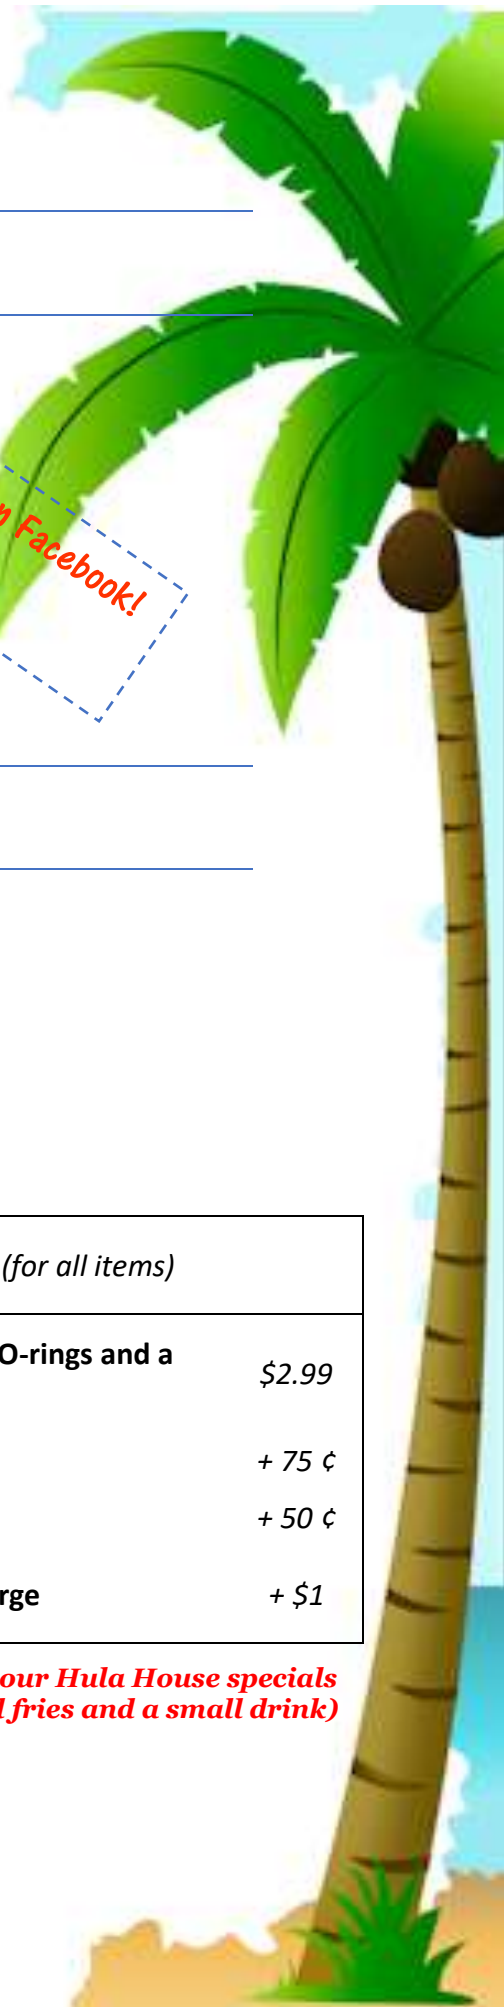 n Facebook!
(for all items)
O-rings and a
$2.99
+ 75 ¢
+ 50 ¢
rge + $1
our Hula House specials
fries and a small drink)